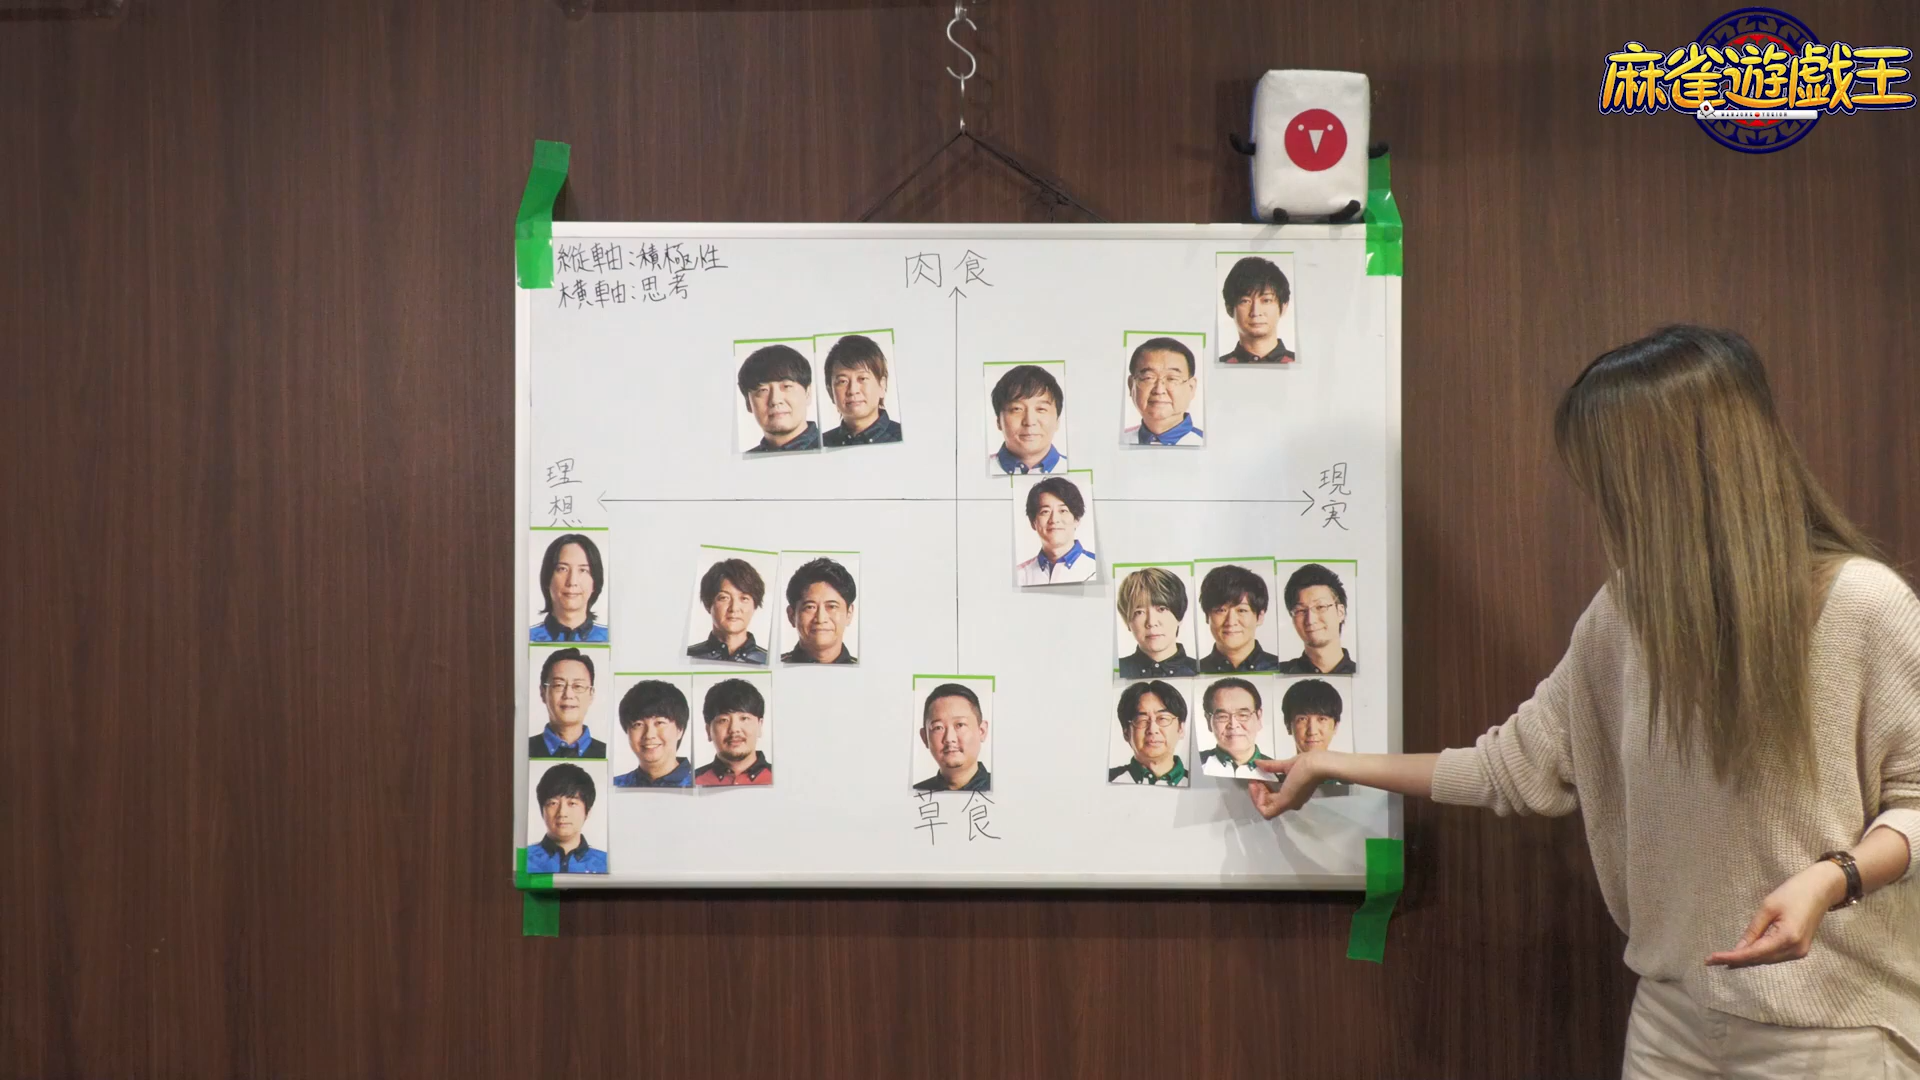 麻雀遊戯王
縦軸:積極性
横軸:思考
肉食
理想
現実
草食